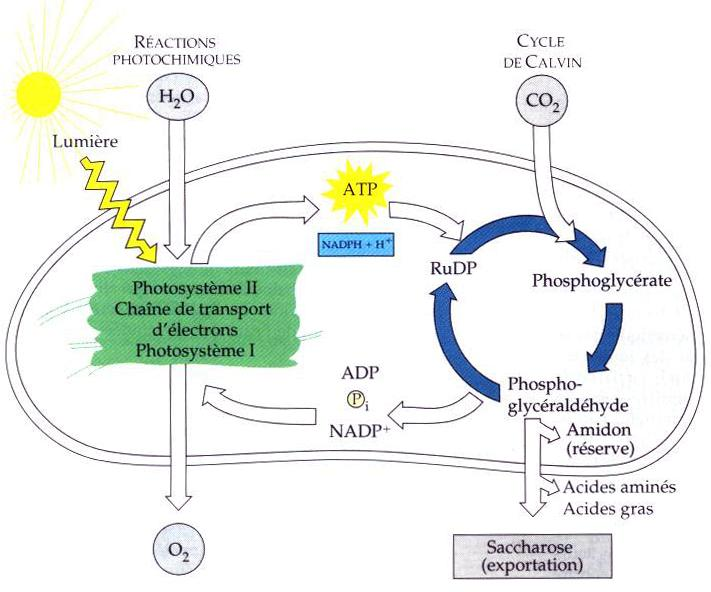 RÉACTIONS
PHOTOCHIMIQUES
H2O
Lumière
CYCLE
DE CALVIN
CO2
ATP
NADPH + H+
RuDP
Phosphoglycérate
Photosystème II
Chaîne de transport
d'électrons
Photosystème I
ADP
Pi
NADP+
Phospho-
glycéraldéhyde
Amidon
(réserve)
Acides aminés
Acides gras
O2
Saccharose
(exportation)